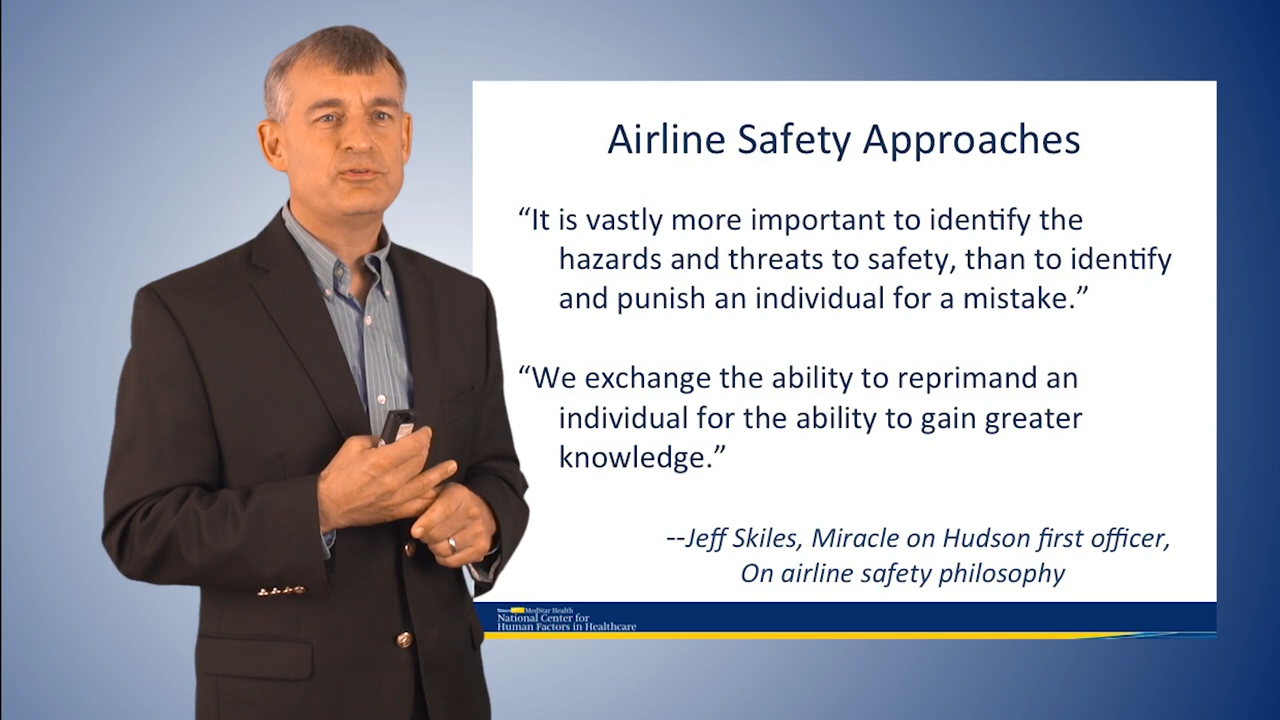 Airline Safety Approaches
“It is vastly more important to identify the
hazards and threats to safety, than to identify
and punish an individual for a mistake.”
“We exchange the ability to reprimand an
individual for the ability to gain greater
knowledge.”
--Jeff Skiles, Miracle on Hudson first officer,
On airline safety philosophy
MedStar Health
National Center for
Human Factors in Healthcare